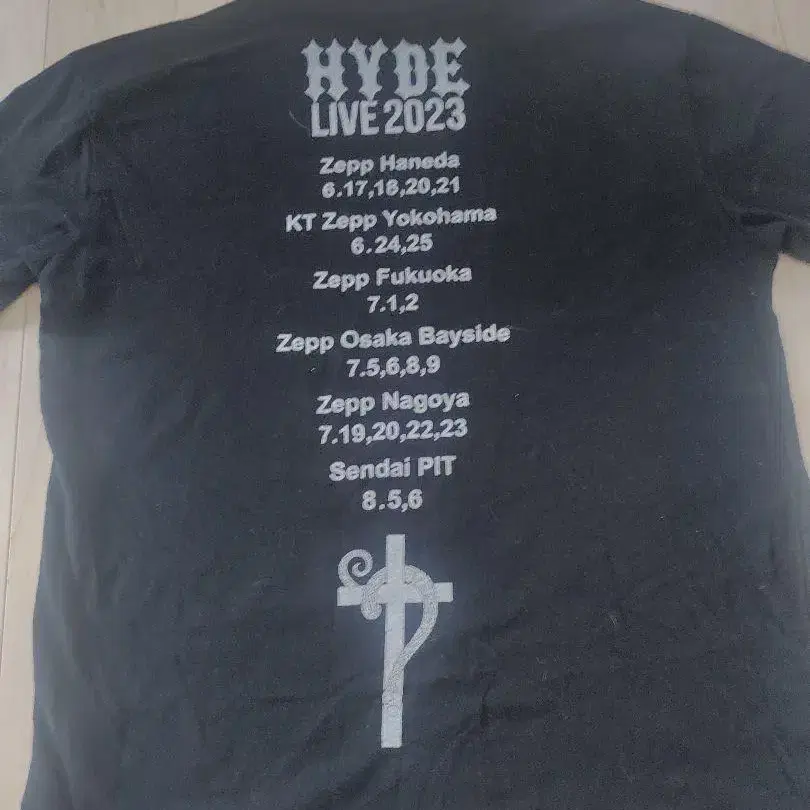 HYDE
LIVE 2023
Zepp Haneda
6.17,18,20,21
KT Zepp Yokohama
6.24,25
Zepp Fukuoka
7.1,2
Zepp Osaka Bayside
7.5,6,8,9
Zepp Nagoya
7.19,20,22,23
Sendai PIT
8.5,6